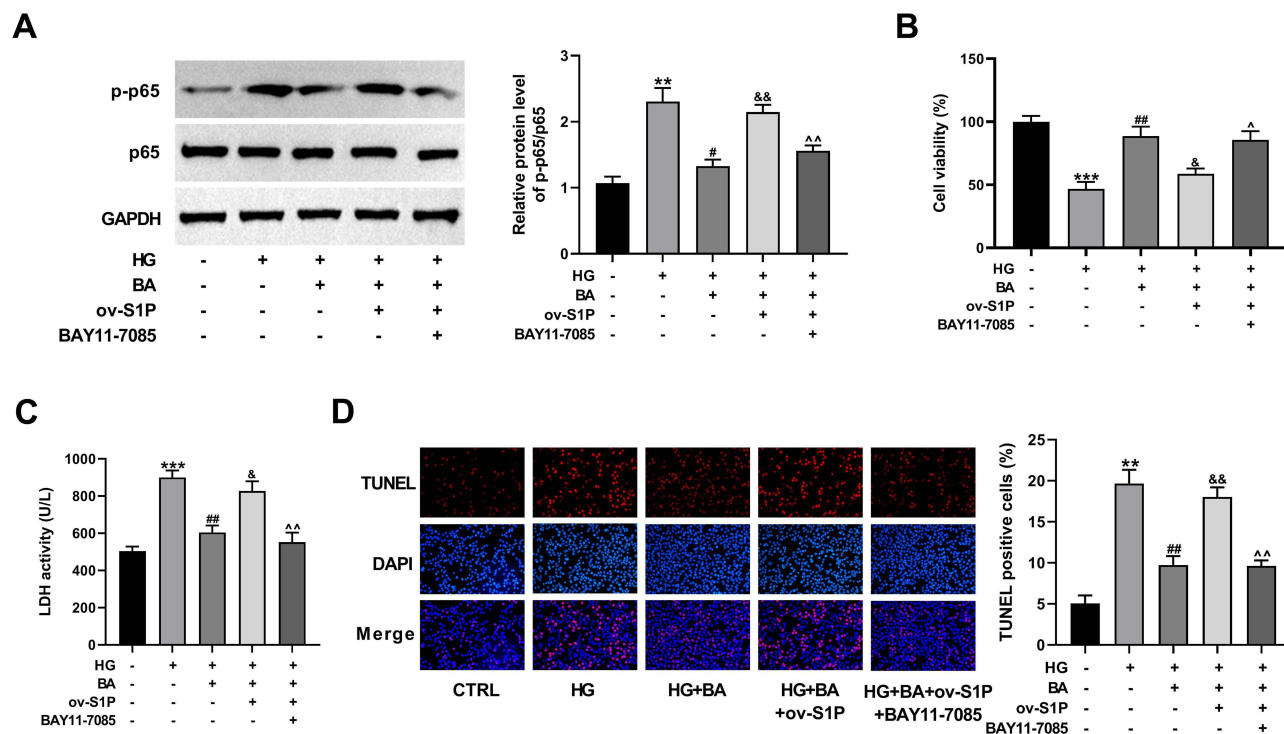 A
p-p65
p65
GAPDH
HG - + + + +
BA - - + + +
ov-S1P - - - + +
BAY11-7085 - - - - +
Relative protein level
of p-p65/p65
3
2
1
0
** # && ^^
HG - + + + +
BA - - + + +
ov-S1P - - - + +
BAY11-7085 - - - - +
B
Cell viability (%)
150
100
50
0
*** ## & ^
HG - + + + +
BA - - + + +
ov-S1P - - - + +
BAY11-7085 - - - - +
C
LDH activity (U/L)
1000
800
600
400
200
0
*** ## & ^^
HG - + + + +
BA - - + + +
ov-S1P - - - + +
BAY11-7085 - - - - +
D
TUNEL
DAPI
Merge
CTRL HG HG+BA HG+BA HG+BA+ov-S1P
+ov-S1P +BAY11-7085
TUNEL positive cells (%)
25
20
15
10
5
0
** ## && ^^
HG - + + + +
BA - - + + +
ov-S1P - - - + +
BAY11-7085 - - - - +